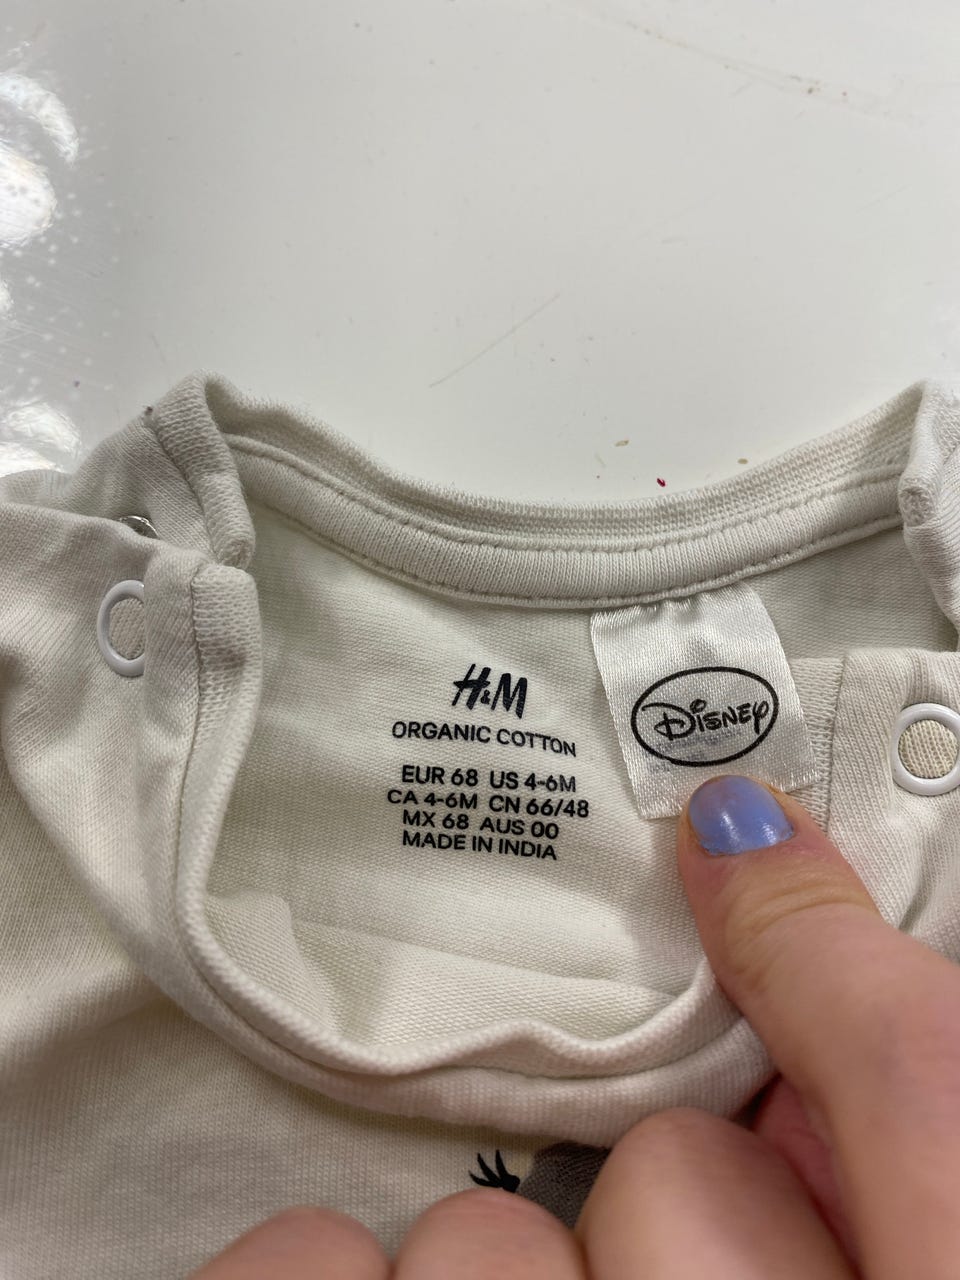 H&M
ORGANIC COTTON
EUR 68 US 4-6M
CA 4-6M CN 66/48
MX 68 AUS 00
MADE IN INDIA
Disney